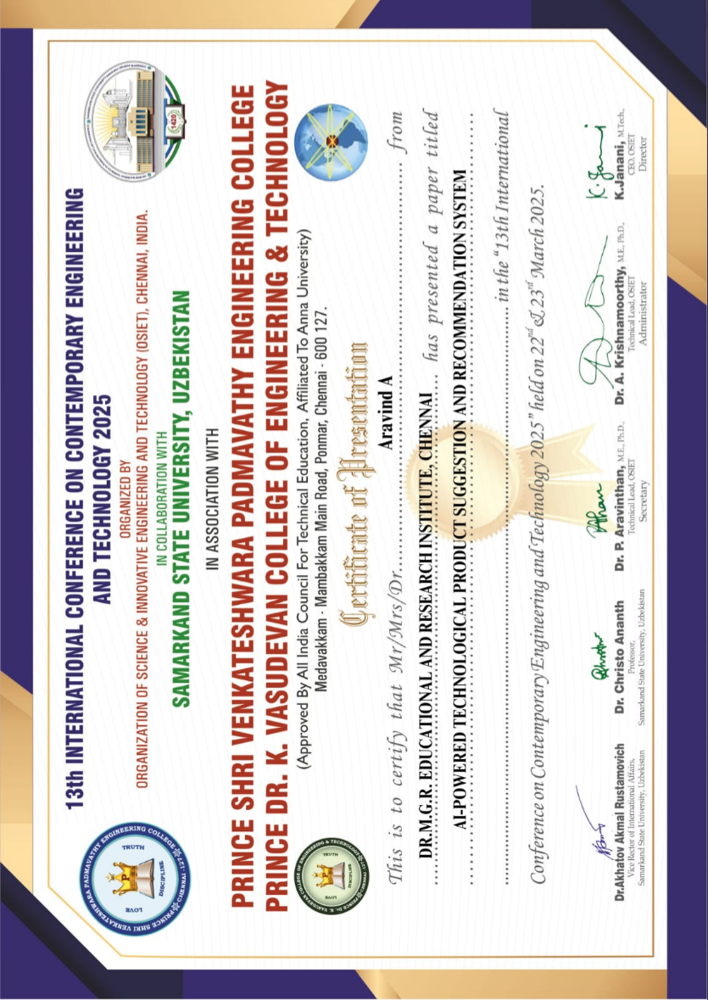 13th INTERNATIONAL CONFERENCE ON CONTEMPORARY ENGINEERING
AND TECHNOLOGY 2025
ORGANIZED BY
ORGANIZATION OF SCIENCE & INNOVATIVE ENGINEERING AND TECHNOLOGY (OSIET), CHENNAI, INDIA.
IN COLLABORATION WITH
SAMARKAND STATE UNIVERSITY, UZBEKISTAN
IN ASSOCIATION WITH
PRINCE SHRI VENKATESHWARA PADMAVATHY ENGINEERING COLLEGE
PRINCE DR. K. VASUDEVAN COLLEGE OF ENGINEERING & TECHNOLOGY
(Approved By All India Council For Technical Education, Affiliated To Anna University)
Medavakkam - Mambakkam Main Road, Ponmar, Chennai - 600 127.
Certificate of Presentation
This is to certify that Mr/Mrs/Dr. Aravind A from
DR.M.G.R. EDUCATIONAL AND RESEARCH INSTITUTE, CHENNAI has presented a paper titled
AI-POWERED TECHNOLOGICAL PRODUCT SUGGESTION AND RECOMMENDATION SYSTEM
in the "13th International
Conference on Contemporary Engineering and Technology 2025" held on 22nd & 23rd March 2025.
Dr.Akhatov Akmal Rustamovich
Vice Rector of International Affairs,
Samarkand State University, Uzbekistan
Dr. Christo Ananth
Professor,
Samarkand State University, Uzbekistan
Dr. P. Aravinthan, M.E., Ph.D.,
Technical Lead, OSIET
Secretary
Dr. A. Krishnamoorthy, M.E., Ph.D.,
Technical Lead, OSIET
Administrator
K. Jani
K.Janani, M.Tech.,
CEO, OSIET
Director
PRINCE SHRI VENKATESHWARA PADMAVATHY ENGINEERING COLLEGE
CHENNAI -127
LOVE
TRUTH
DISCIPLINE
P
PRINCE Dr. K. VASUDEVAN COLLEGE OF ENGINEERING & TECHNOLOGY
CHENNAI -127
LOVE
TRUTH
DISCIPLINE
1420